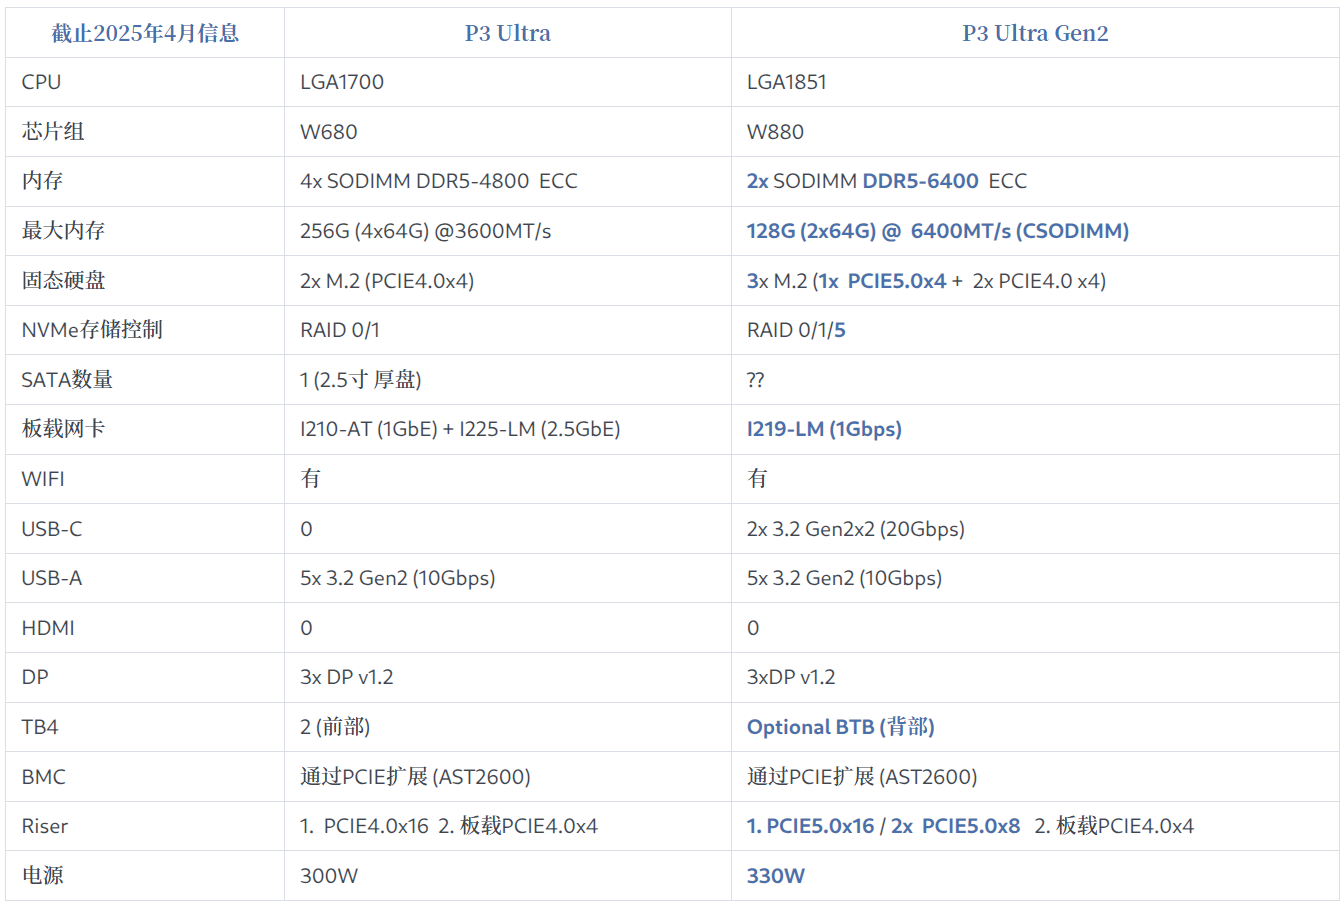 截止2025年4月信息 P3 Ultra P3 Ultra Gen2
CPU LGA1700 LGA1851
芯片组 W680 W880
内存 4x SODIMM DDR5-4800 ECC 2x SODIMM DDR5-6400 ECC
最大内存 256G (4x64G) @3600MT/s 128G (2x64G) @ 6400MT/s (CSODIMM)
固态硬盘 2x M.2 (PCIE4.0x4) 3x M.2 (1x PCIE5.0x4 + 2x PCIE4.0 x4)
NVMe存储控制 RAID 0/1 RAID 0/1/5
SATA数量 1 (2.5寸 厚盘) ??
板载网卡 I210-AT (1GbE) + I225-LM (2.5GbE) I219-LM (1Gbps)
WIFI 有 有
USB-C 0 2x 3.2 Gen2x2 (20Gbps)
USB-A 5x 3.2 Gen2 (10Gbps) 5x 3.2 Gen2 (10Gbps)
HDMI 0 0
DP 3x DP v1.2 3xDP v1.2
TB4 2 (前部) Optional BTB (背部)
BMC 通过PCIE扩展 (AST2600) 通过PCIE扩展 (AST2600)
Riser 1. PCIE4.0x16 2. 板载PCIE4.0x4 1. PCIE5.0x16 / 2x PCIE5.0x8 2. 板载PCIE4.0x4
电源 300W 330W